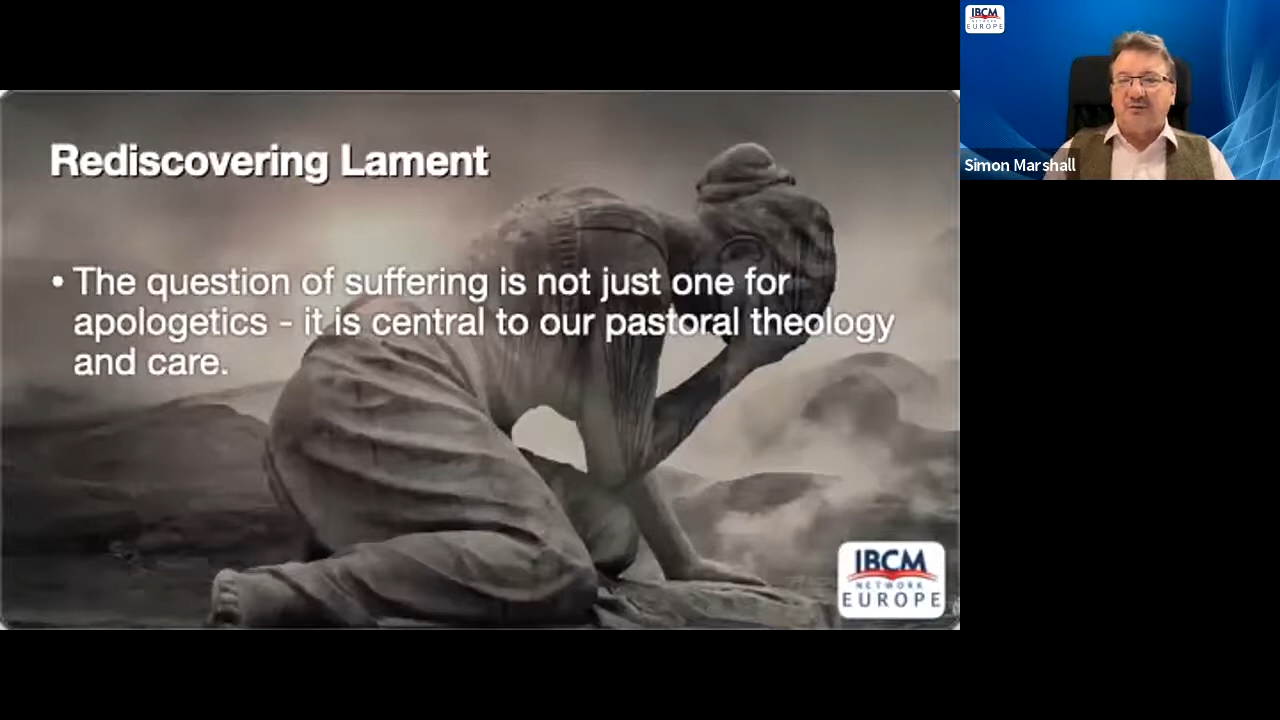 Rediscovering Lament
• The question of suffering is not just one for
apologetics - it is central to our pastoral theology
and care.
IBCM
NETWORK
EUROPE
IBCM
NETWORK
EUROPE
Simon Marshall